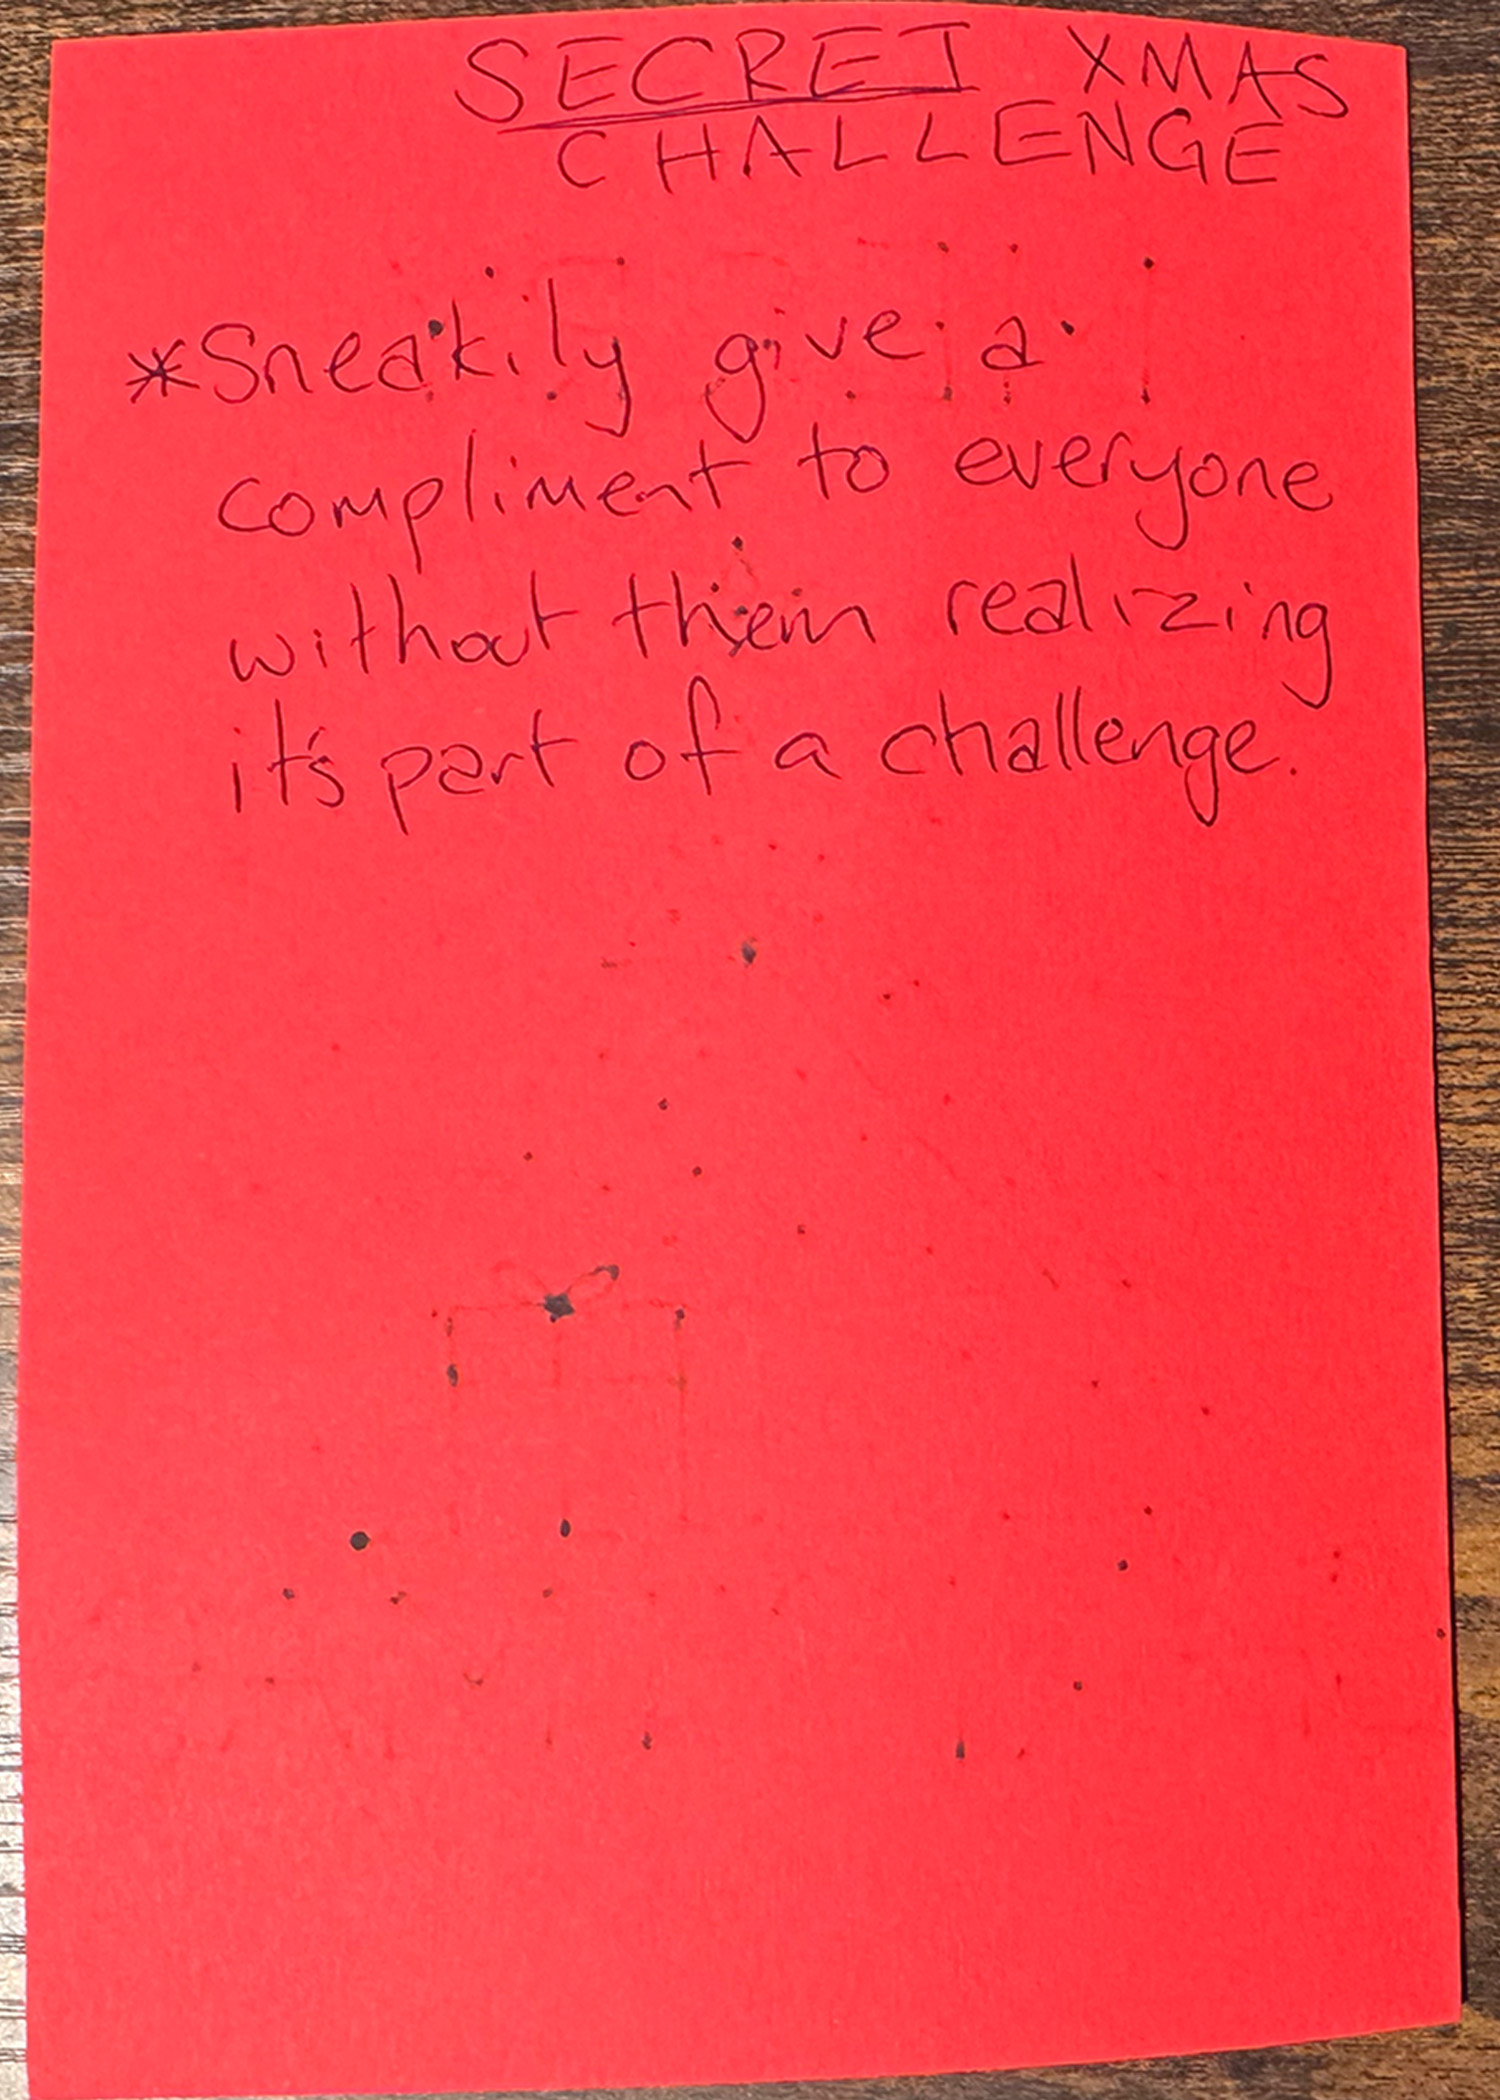 SECRET XMAS
CHALLENGE
*Sneakily give a
compliment to everyone
without them realizing
it's part of a challenge.